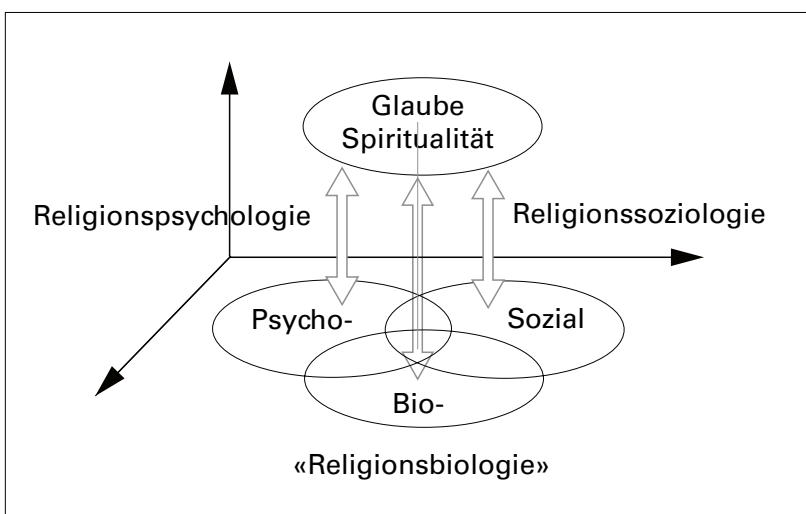 Glaube
Spiritualität
Religionspsychologie
Religionssoziologie
Psycho-
Sozial
Bio-
«Religionsbiologie»